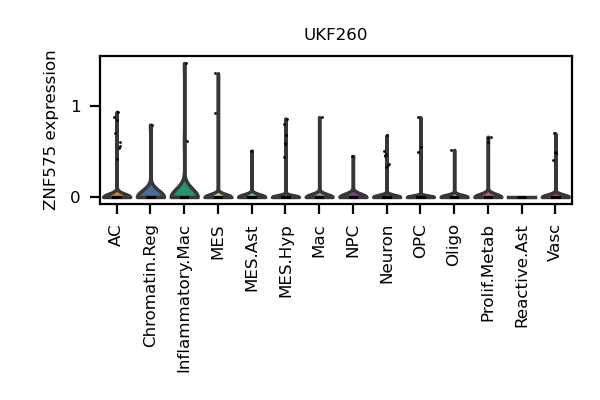 UKF260
ZNF575 expression
1
0
AC
Chromatin.Reg
Inflammatory.Mac
MES
MES.Ast
MES.Hyp
Mac
NPC
Neuron
OPC
Oligo
Prolif.Metab
Reactive.Ast
Vasc